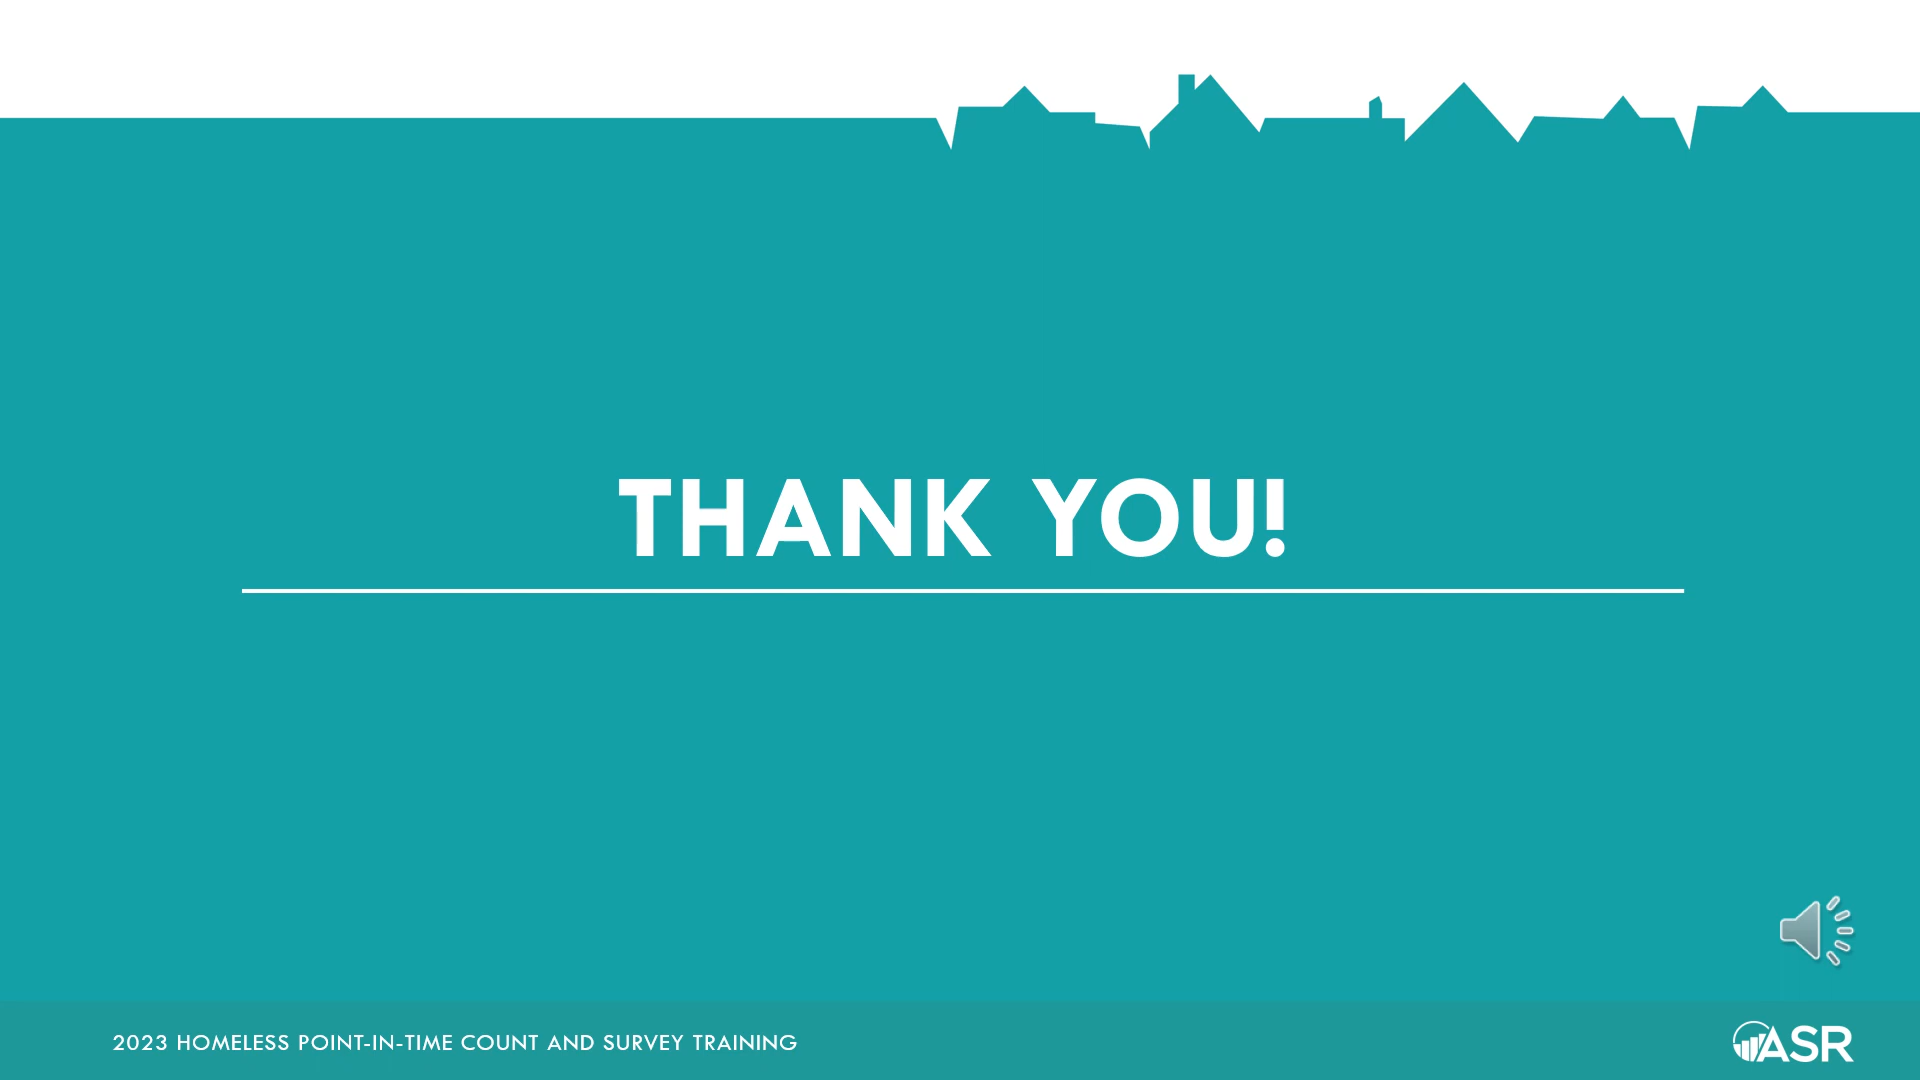 THANK YOU!
2023 HOMELESS POINT-IN-TIME COUNT AND SURVEY TRAINING
ASR